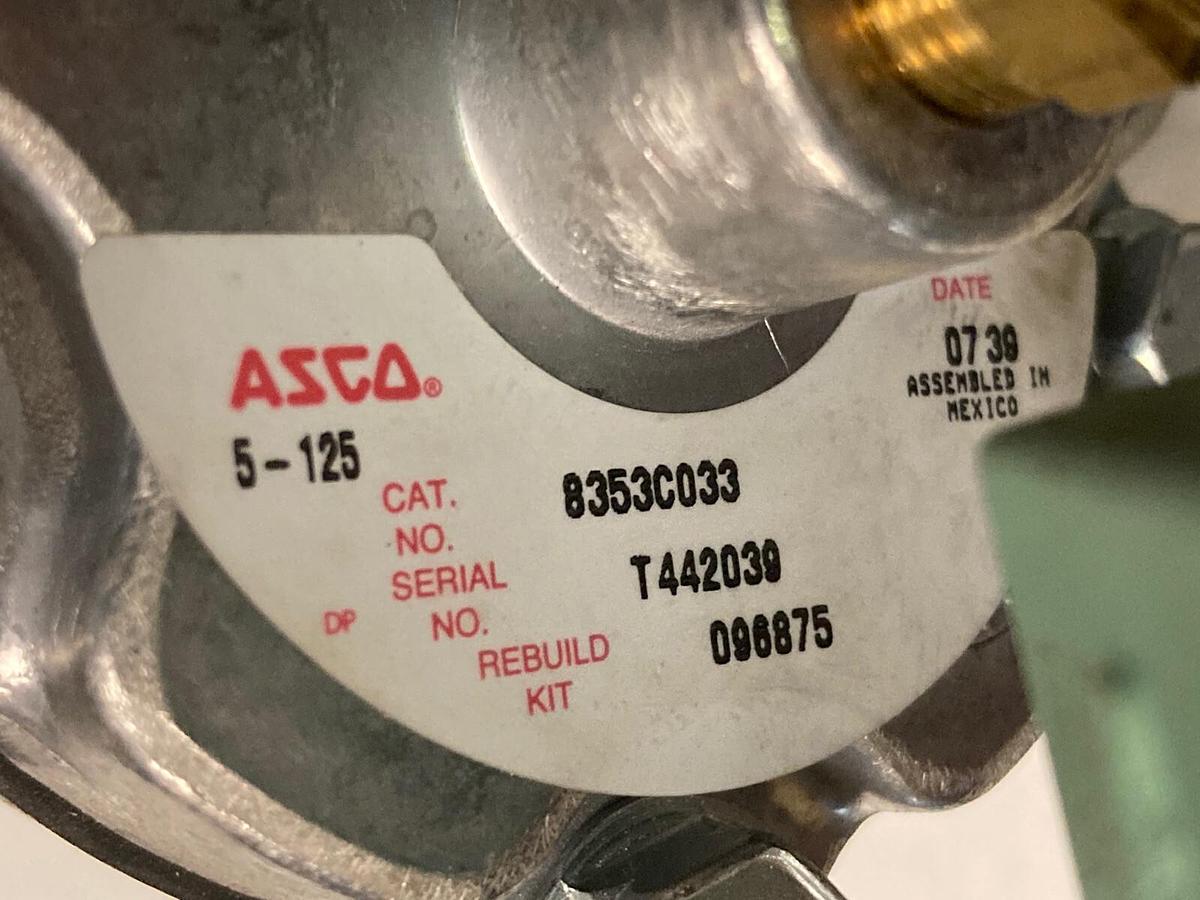 ASCO®
5-125
CAT.
NO.
8353C033
SERIAL
NO.
T442039
DP
REBUILD
KIT
096875
DATE
07 39
ASSEMBLED IN
MEXICO